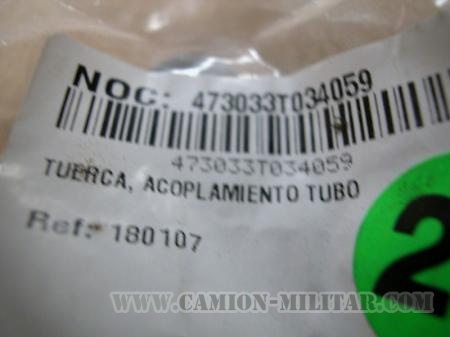 NOC: 473033T034059
473033T034059
TUERCA, ACOPLAMIENTO TUBO
Ref: 180107
2
WWW.CAMION-MILITAR.COM